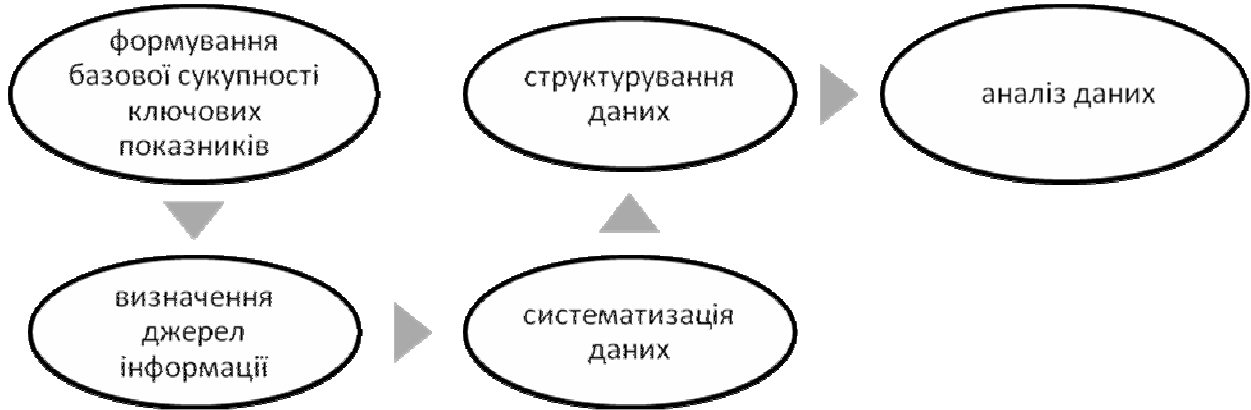 формування
базової сукупності
ключових
показників
визначення
джерел
інформації
систематизація
даних
структурування
даних
аналіз даних